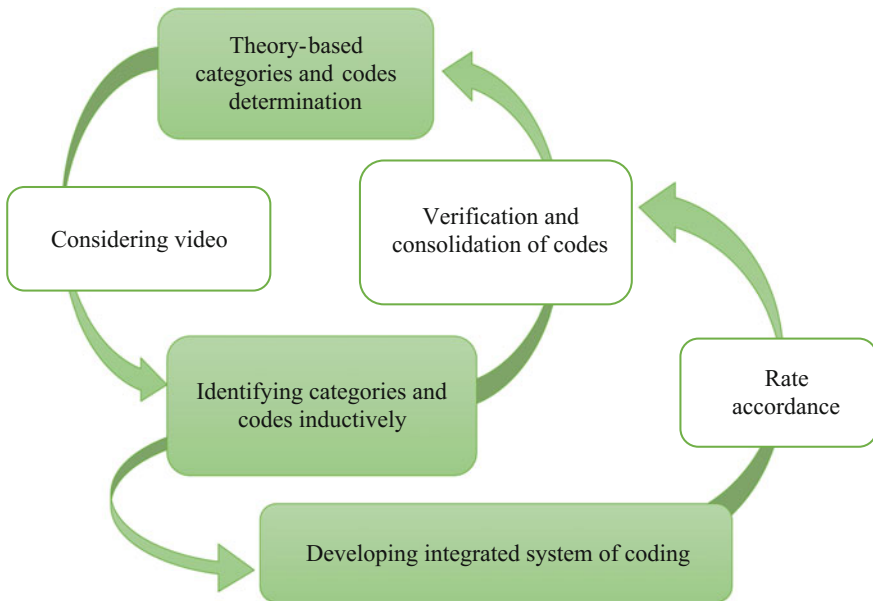 Theory-based
categories and codes
determination
Considering video
Verification and
consolidation of codes
Identifying categories and
codes inductively
Rate
accordance
Developing integrated system of coding